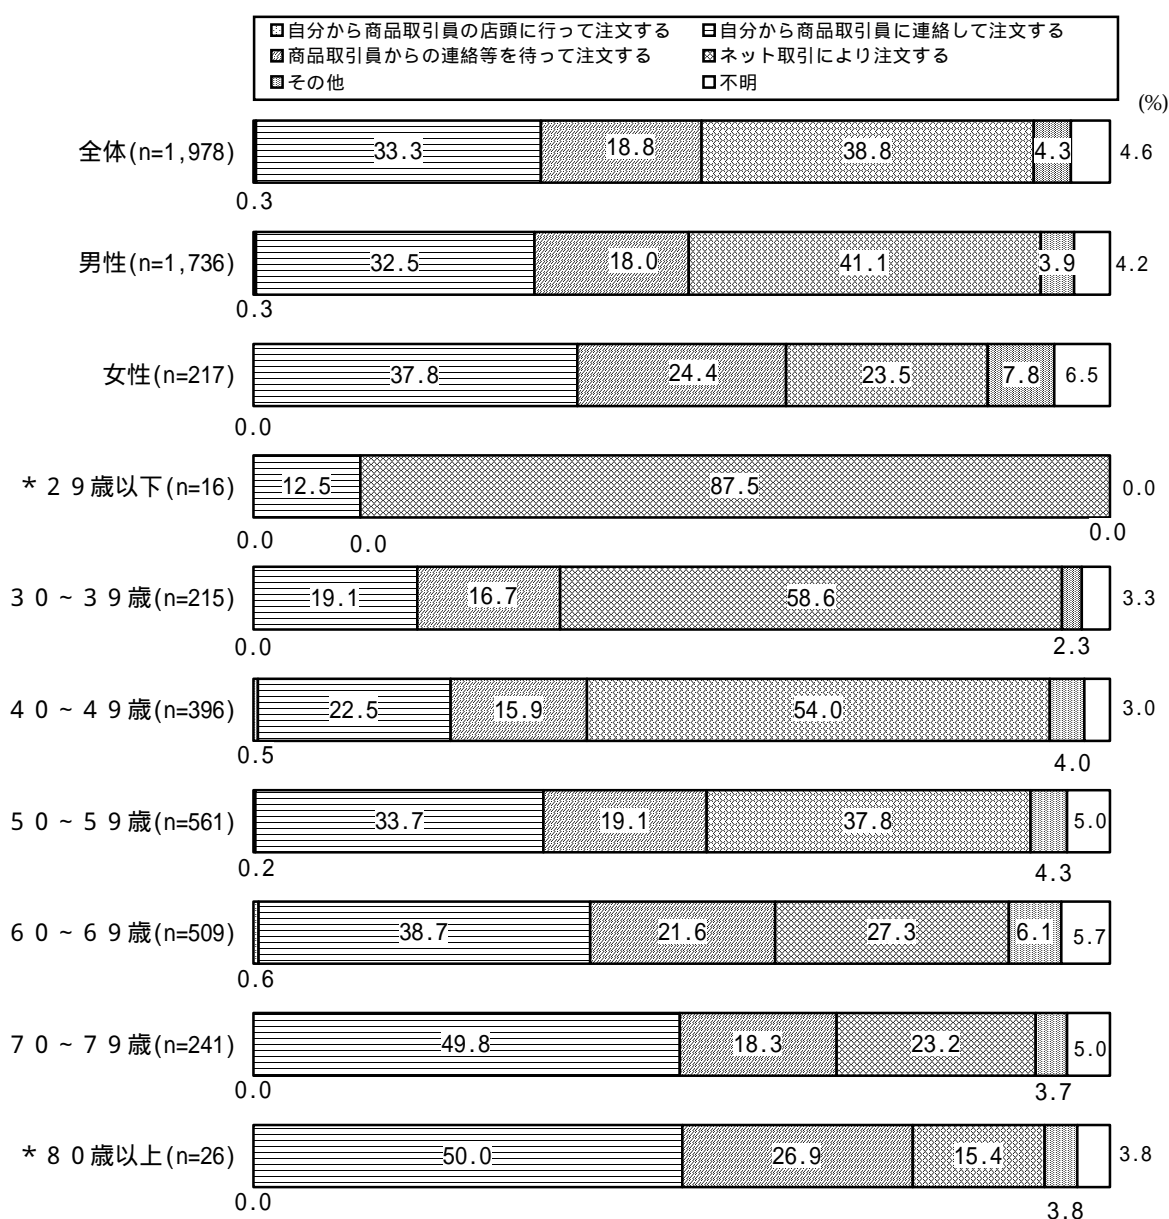 自分から商品取引員の店頭に行って注文する 自分から商品取引員に連絡して注文する
商品取引員からの連絡等を待って注文する ネット取引により注文する
その他 不明
(%)
全体(n=1,978) 33.3 18.8 38.8 4.3 4.6
0.3
男性(n=1,736) 32.5 18.0 41.1 3.9 4.2
0.3
女性(n=217) 37.8 24.4 23.5 7.8 6.5
0.0
*29歳以下(n=16) 12.5 87.5 0.0
0.0 0.0 0.0
30~39歳(n=215) 19.1 16.7 58.6 3.3
0.0 2.3
40~49歳(n=396) 22.5 15.9 54.0 3.0
0.5 4.0
50~59歳(n=561) 33.7 19.1 37.8 5.0
0.2 4.3
60~69歳(n=509) 38.7 21.6 27.3 6.1 5.7
0.6
70~79歳(n=241) 49.8 18.3 23.2 5.0
0.0 3.7
*80歳以上(n=26) 50.0 26.9 15.4 3.8
0.0 3.8